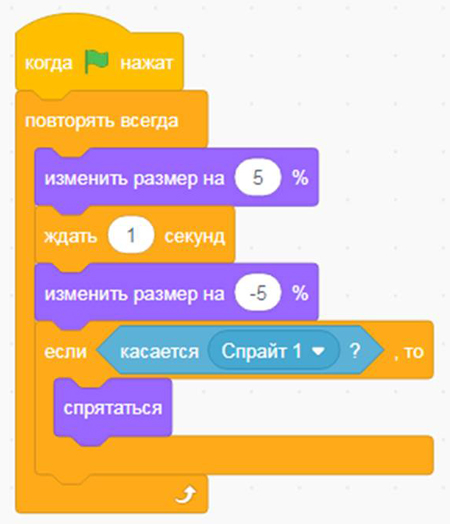 когда нажат
повторять всегда
изменить размер на 5 %
ждать 1 секунд
изменить размер на -5 %
если касается Спрайт 1 ? , то
спрятаться